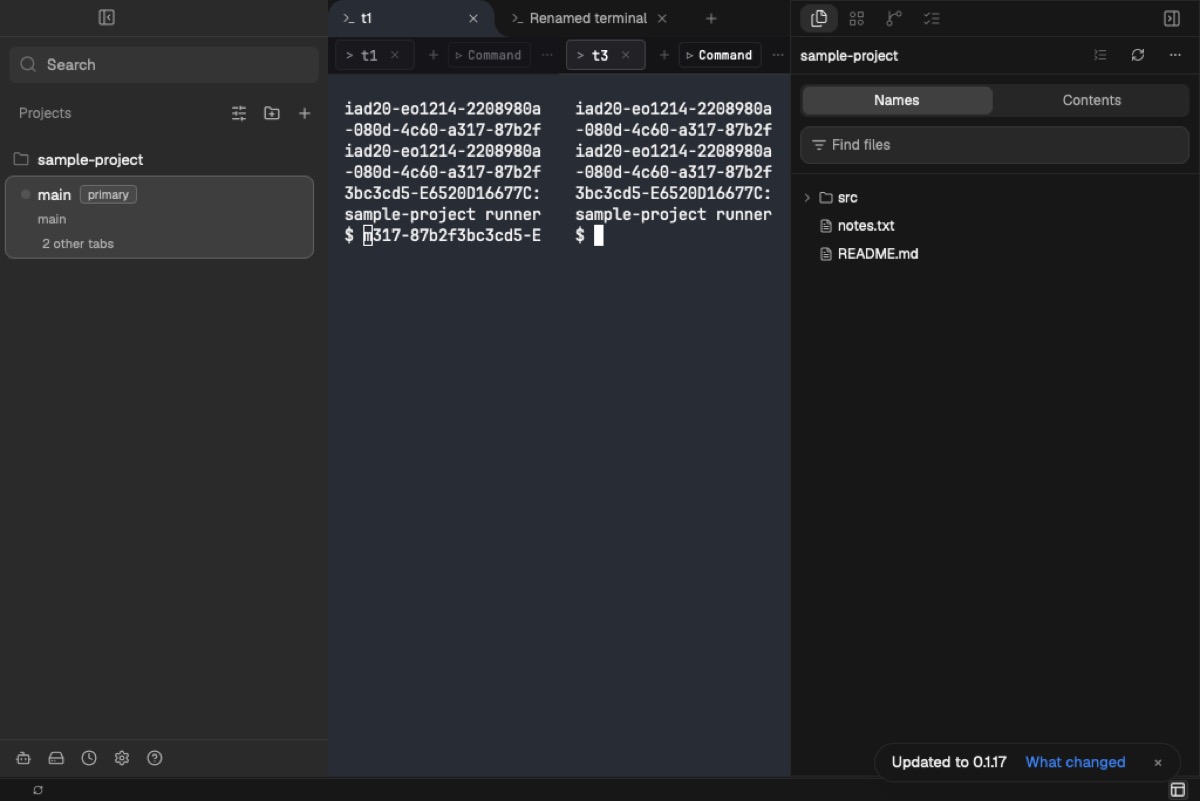 t1
Renamed terminal
t1
Command
t3
Command
sample-project
Search
Names
Contents
Projects
Find files
sample-project
main primary
main
2 other tabs
iad20-eo1214-2208980a
-080d-4c60-a317-87b2f
iad20-eo1214-2208980a
-080d-4c60-a317-87b2f
3bc3cd5-E6520D16677C:
sample-project runner
$ m317-87b2f3bc3cd5-E
iad20-eo1214-2208980a
-080d-4c60-a317-87b2f
iad20-eo1214-2208980a
-080d-4c60-a317-87b2f
3bc3cd5-E6520D16677C:
sample-project runner
$
src
notes.txt
README.md
Updated to 0.1.17 What changed